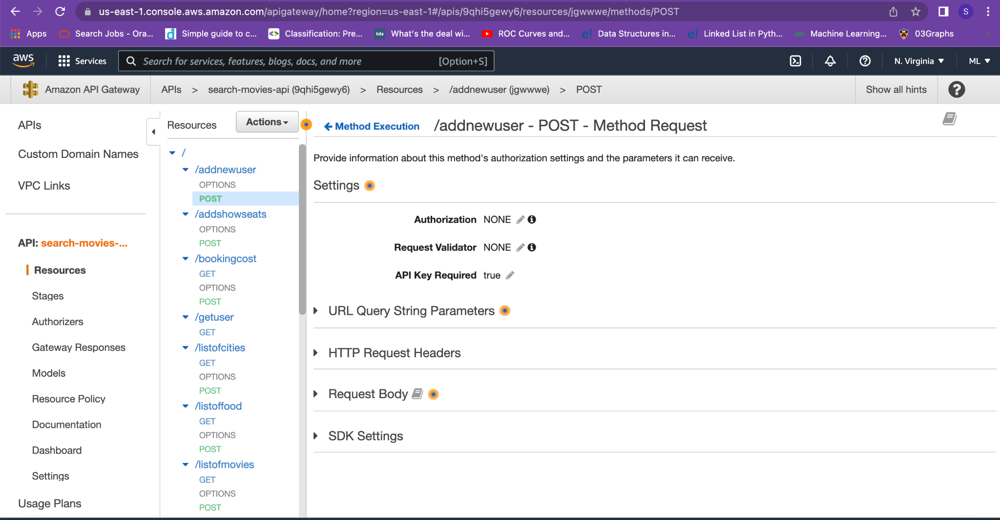 us-east-1.console.aws.amazon.com/apigateway/home?region=us-east-1#/apis/9qhi5gewy6/resources/jgwwwe/methods/POST
S
Apps
Search Jobs - Ora...
Simple guide to c...
Classification: Pre...
tds
What's the deal wi...
ROC Curves and...
e!
Data Structures in...
e!
Linked List in Pyth...
Machine Learning...
03Graphs
aws
Services
Search for services, features, blogs, docs, and more
[Option+S]
N. Virginia
ML
Amazon API Gateway
APIs > search-movies-api (9qhi5gewy6) > Resources > /addnewuser (jgwwwe) > POST
Show all hints
APIs
Custom Domain Names
VPC Links
API: search-movies-...
Resources
Stages
Authorizers
Gateway Responses
Models
Resource Policy
Documentation
Dashboard
Settings
Usage Plans
Resources
Actions
/
/addnewuser
OPTIONS
POST
/addshowseats
OPTIONS
POST
/bookingcost
GET
OPTIONS
POST
/getuser
GET
/listofcities
GET
OPTIONS
POST
/listoffood
GET
OPTIONS
POST
/listofmovies
GET
OPTIONS
POST
Method Execution
/addnewuser - POST - Method Request
Provide information about this method's authorization settings and the parameters it can receive.
Settings
Authorization NONE
Request Validator NONE
API Key Required true
URL Query String Parameters
HTTP Request Headers
Request Body
SDK Settings